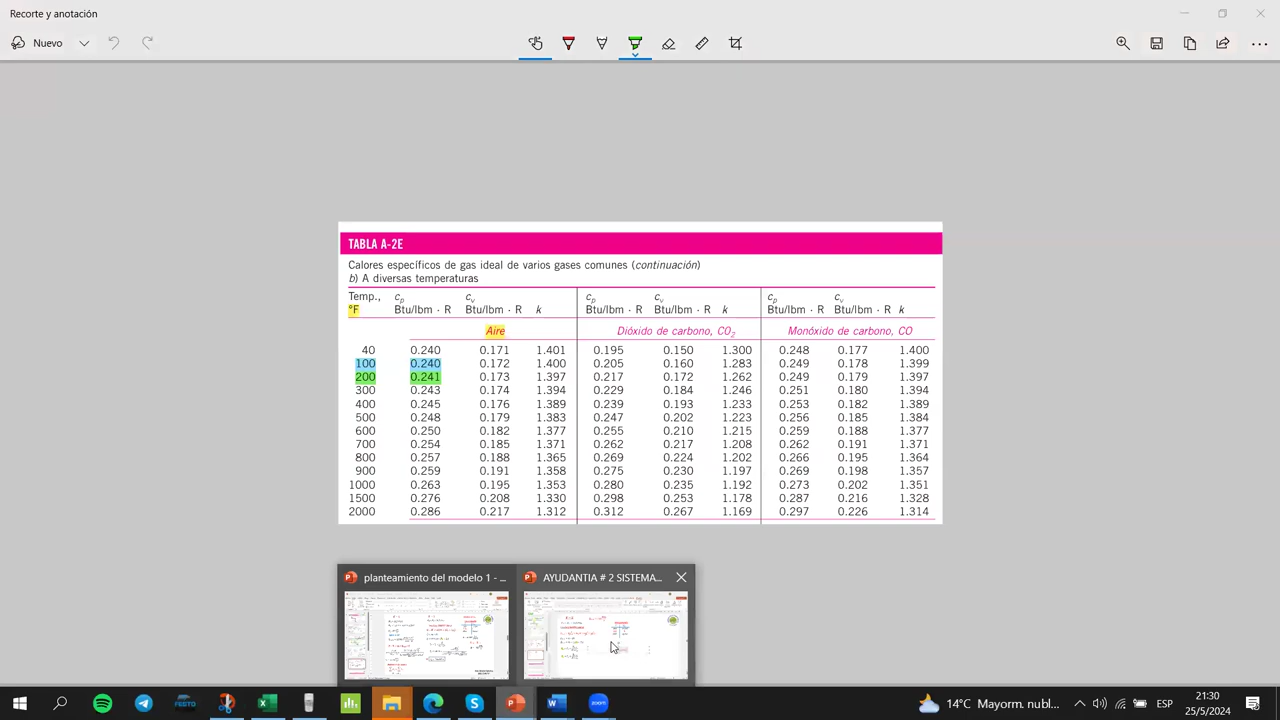 Recorte y anotación
Nuevo
TABLA A-2E
Calores específicos de gas ideal de varios gases comunes (continuación)
b) A diversas temperaturas
Temp., cp cv cp cv cp cv
°F Btu/lbm · R Btu/lbm · R k Btu/lbm · R Btu/lbm · R k Btu/lbm · R Btu/lbm · R k
Aire Dióxido de carbono, CO2 Monóxido de carbono, CO
40 0.240 0.171 1.401 0.195 0.150 1.300 0.248 0.177 1.400
100 0.240 0.172 1.400 0.205 0.160 1.283 0.249 0.178 1.399
200 0.241 0.173 1.397 0.217 0.172 1.262 0.249 0.179 1.397
300 0.243 0.174 1.394 0.229 0.184 1.246 0.251 0.180 1.394
400 0.245 0.176 1.389 0.239 0.193 1.233 0.253 0.182 1.389
500 0.248 0.179 1.383 0.247 0.202 1.223 0.256 0.185 1.384
600 0.250 0.182 1.377 0.255 0.210 1.215 0.259 0.188 1.377
700 0.254 0.185 1.371 0.262 0.217 1.208 0.262 0.191 1.371
800 0.257 0.188 1.365 0.269 0.224 1.202 0.266 0.195 1.364
900 0.259 0.191 1.358 0.275 0.230 1.197 0.269 0.198 1.357
1000 0.263 0.195 1.353 0.280 0.235 1.192 0.273 0.202 1.351
1500 0.276 0.208 1.330 0.298 0.253 1.178 0.287 0.216 1.328
2000 0.286 0.217 1.312 0.312 0.267 1.169 0.297 0.226 1.314
planteamiento del modelo 1 - ...
AYUDANTIA # 2 SISTEMA...
FESTO
zoom
14°C Mayorm. nubl...
ESP
21:30
25/5/2024